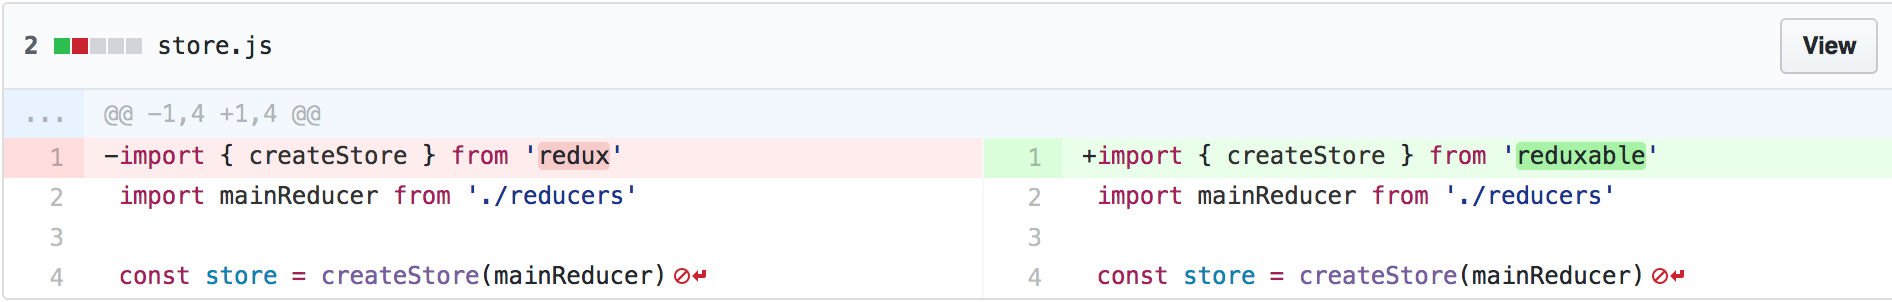 2 store.js View
... @@ -1,4 +1,4 @@
1 -import { createStore } from 'redux'
2 import mainReducer from './reducers'
3
4 const store = createStore(mainReducer)
1 +import { createStore } from 'reduxable'
2 import mainReducer from './reducers'
3
4 const store = createStore(mainReducer)